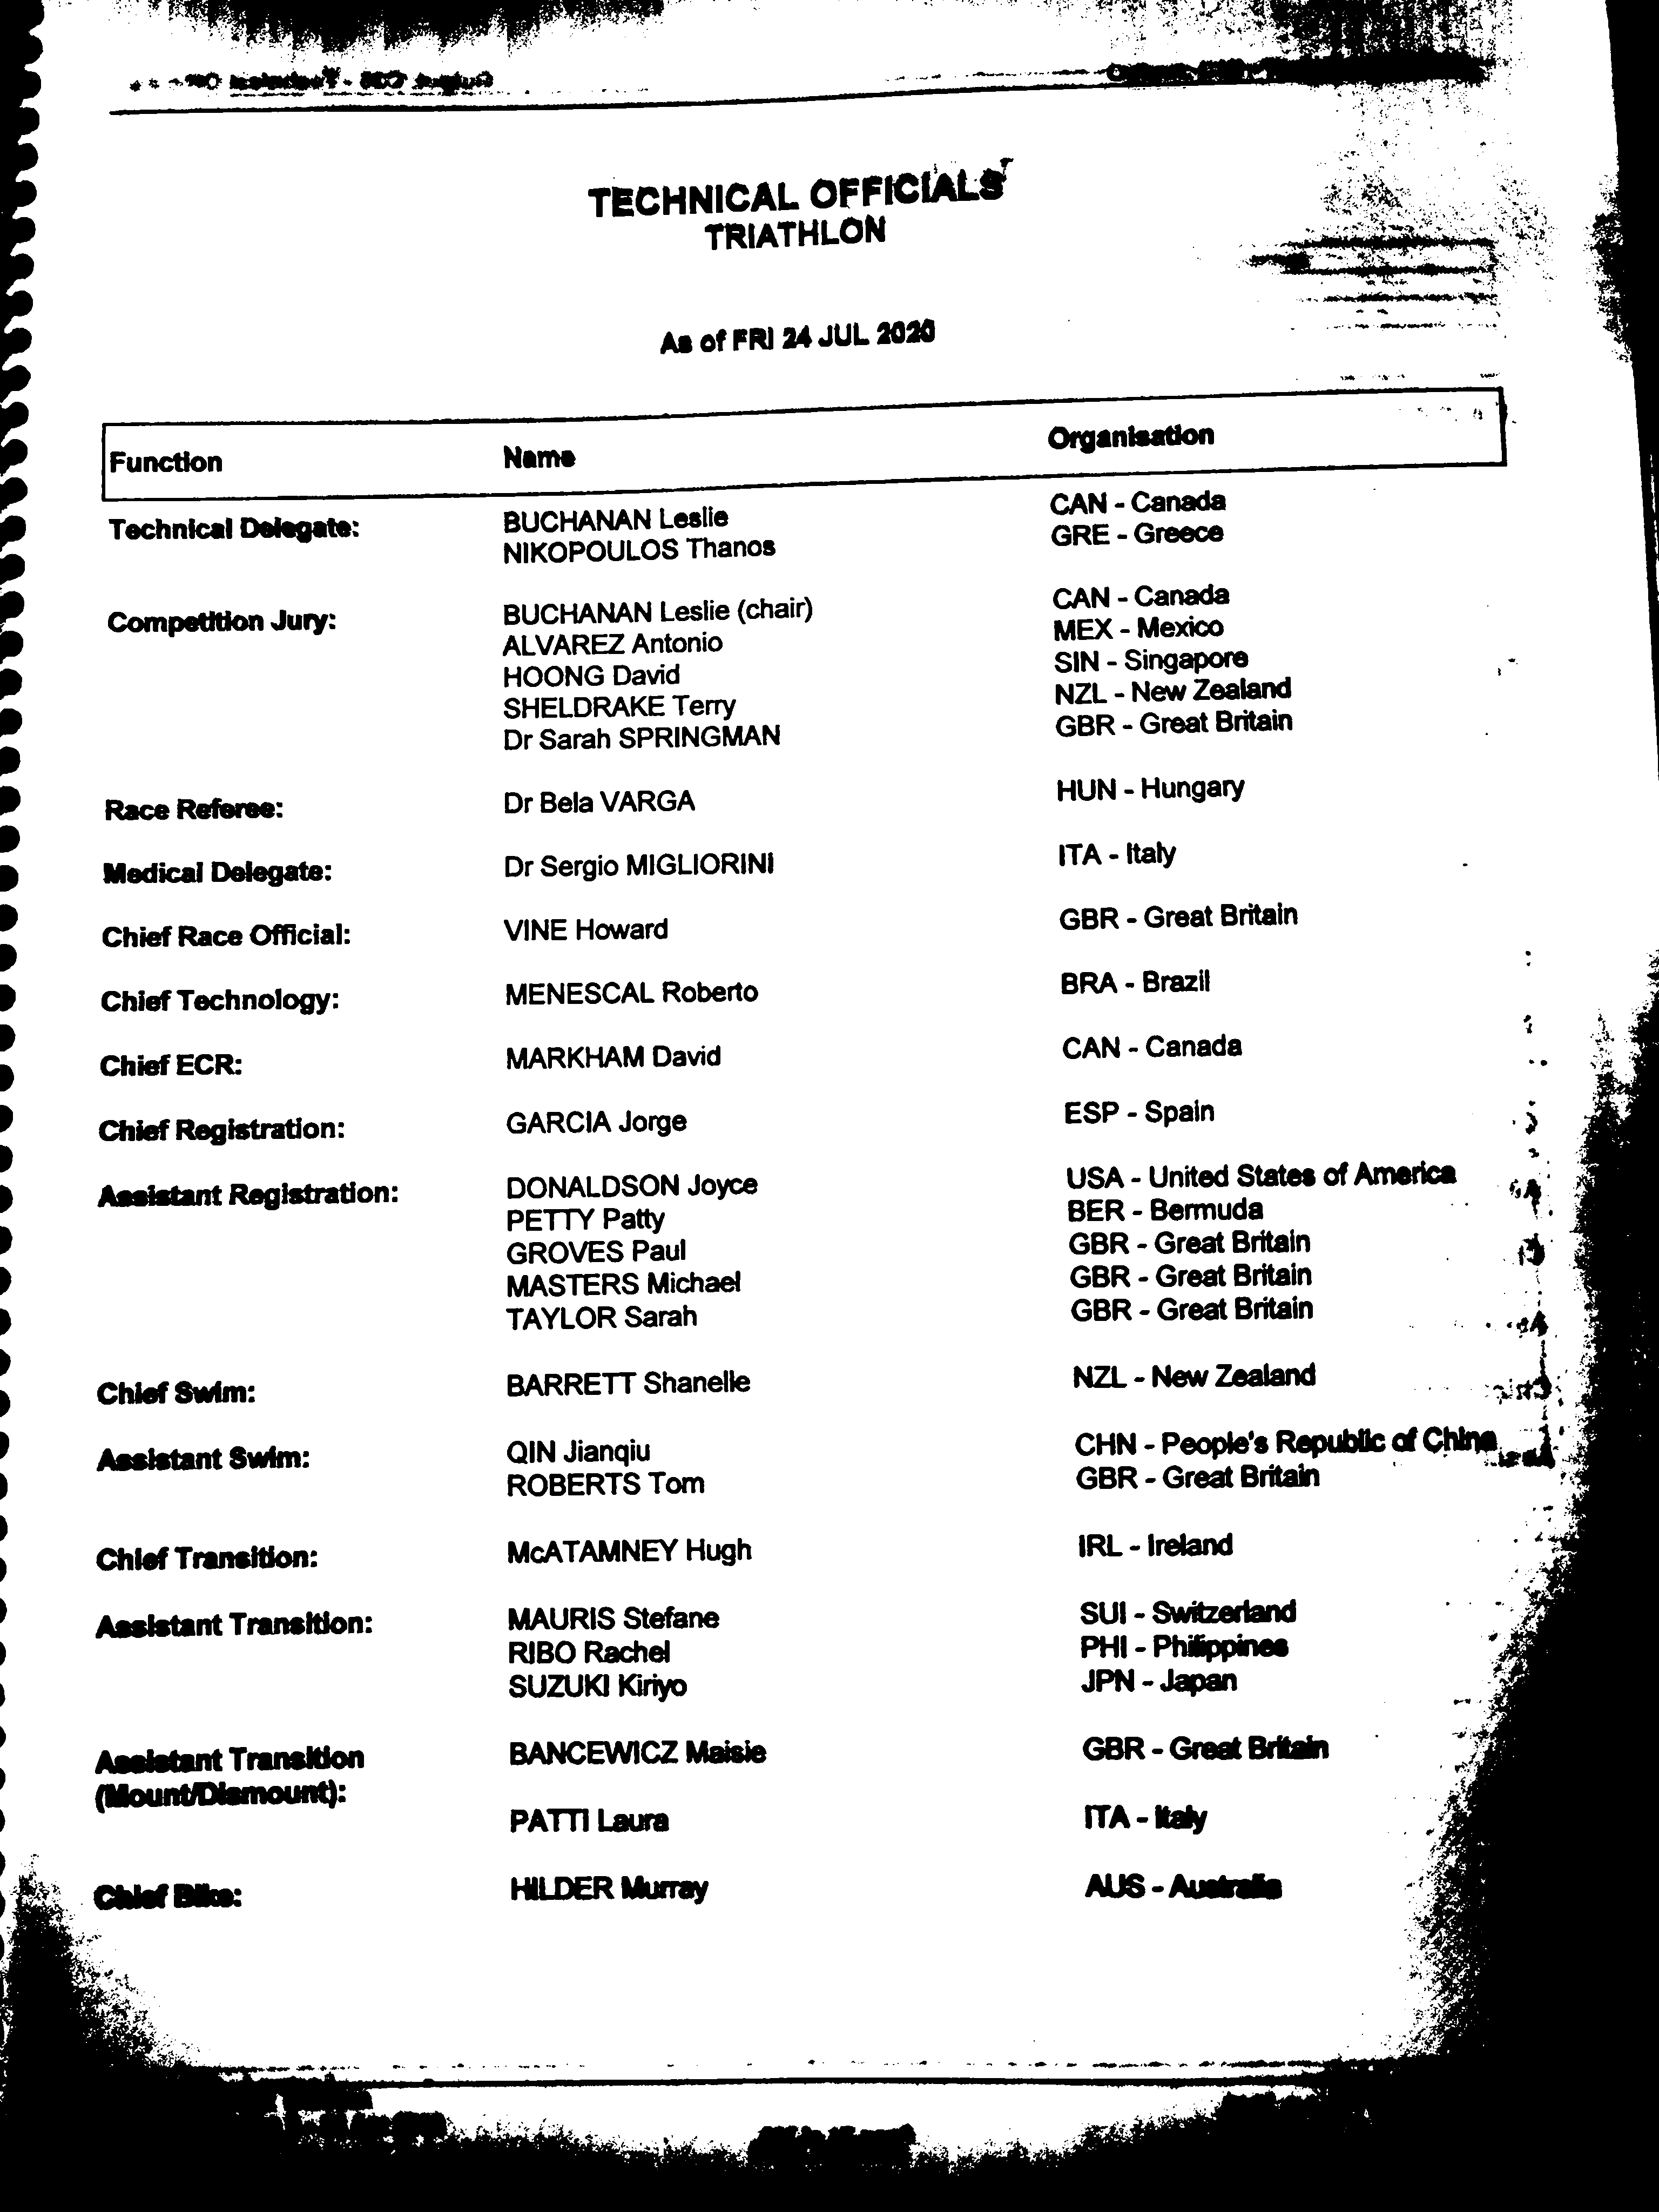 TECHNICAL OFFICIALS
TRIATHLON
As of FRI 24 JUL 2020
Function Name Organisation
Technical Delegate: BUCHANAN Leslie CAN - Canada
NIKOPOULOS Thanos GRE - Greece
Competition Jury: BUCHANAN Leslie (chair) CAN - Canada
ALVAREZ Antonio MEX - Mexico
HOONG David SIN - Singapore
SHELDRAKE Terry NZL - New Zealand
Dr Sarah SPRINGMAN GBR - Great Britain
Race Referee: Dr Bela VARGA HUN - Hungary
Medical Delegate: Dr Sergio MIGLIORINI ITA - Italy
Chief Race Official: VINE Howard GBR - Great Britain
Chief Technology: MENESCAL Roberto BRA - Brazil
Chief ECR: MARKHAM David CAN - Canada
Chief Registration: GARCIA Jorge ESP - Spain
Assistant Registration: DONALDSON Joyce USA - United States of America
PETTY Patty BER - Bermuda
GROVES Paul GBR - Great Britain
MASTERS Michael GBR - Great Britain
TAYLOR Sarah GBR - Great Britain
Chief Swim: BARRETT Shanelle NZL - New Zealand
Assistant Swim: QIN Jianqiu CHN - People's Republic of China
ROBERTS Tom GBR - Great Britain
Chief Transition: McATAMNEY Hugh IRL - Ireland
Assistant Transition: MAURIS Stefane SUI - Switzerland
RIBO Rachel PHI - Philippines
SUZUKI Kiriyo JPN - Japan
Assistant Transition BANCEWICZ Maisie GBR - Great Britain
(Mount/Dismount):
PATTI Laura ITA - Italy
Chief Bike: HILDER Murray AUS - Australia